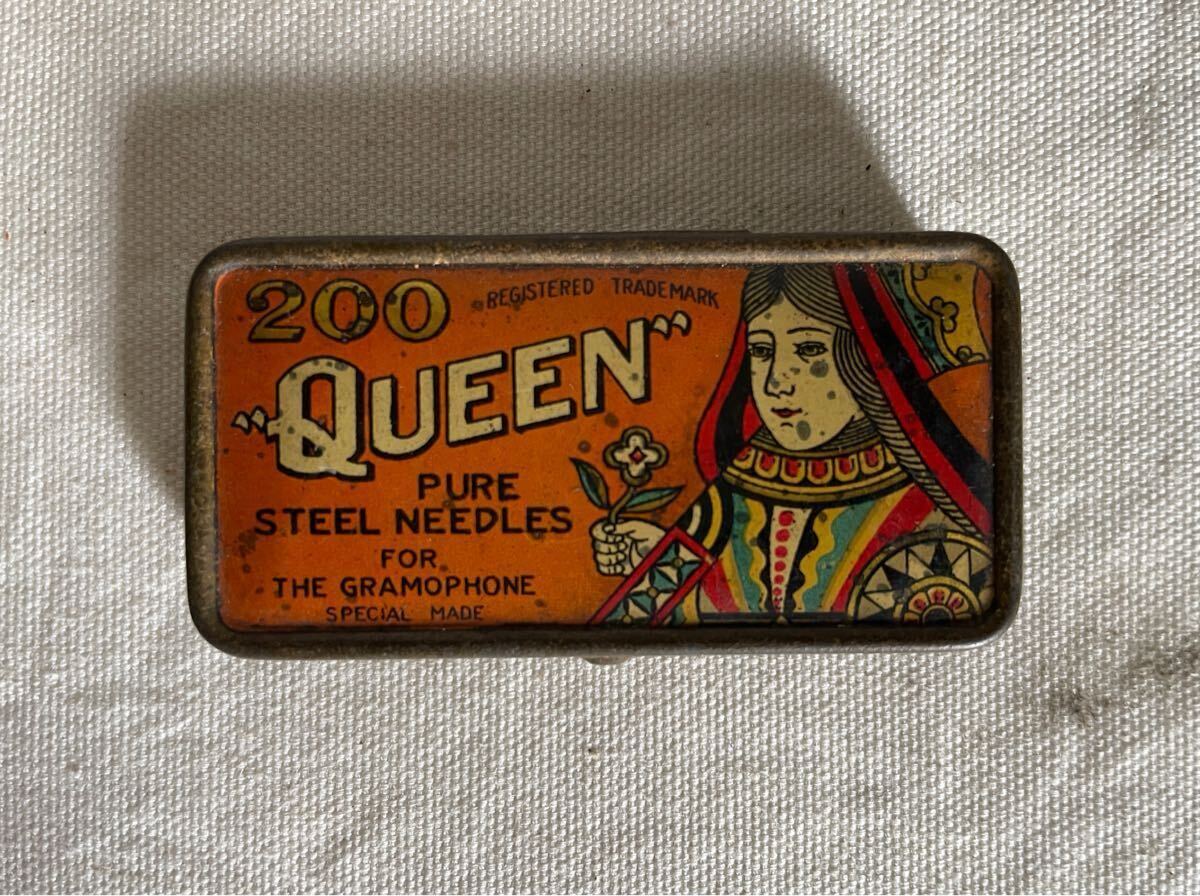 200
REGISTERED TRADEMARK
"QUEEN"
PURE
STEEL NEEDLES
FOR
THE GRAMOPHONE
SPECIAL MADE